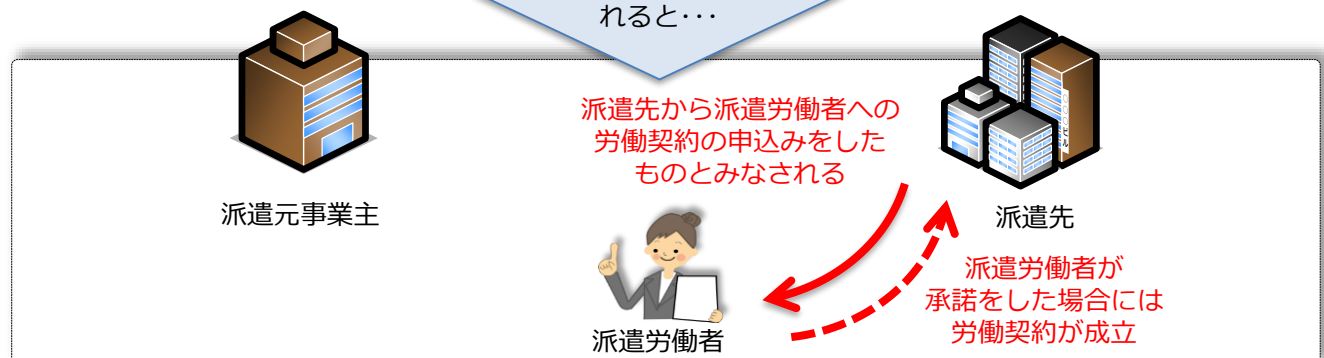 れると･･･
派遣先から派遣労働者への
労働契約の申込みをした
ものとみなされる
派遣元事業主
派遣先
派遣労働者が
承諾をした場合には
労働契約が成立
派遣労働者